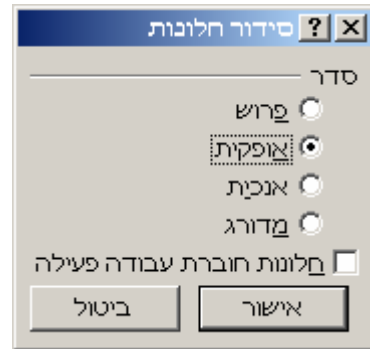 סידור חלונות
סדר
פרוש
אופקית
אנכית
מדורג
חלונות חוברת עבודה פעילה
אישור
ביטול